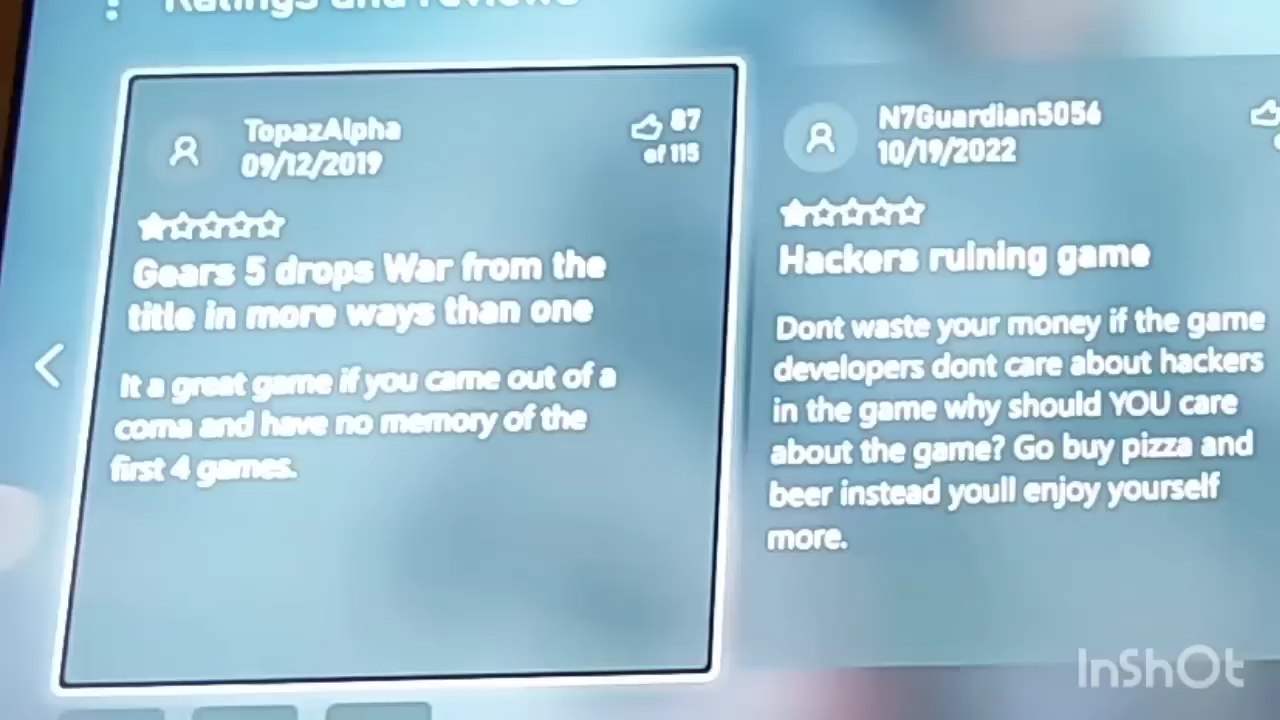 Ratings and reviews
TopazAlpha
09/12/2019
87
of 115
Gears 5 drops War from the
title in more ways than one
It a great game if you came out of a
coma and have no memory of the
first 4 games.
N7Guardian5056
10/19/2022
Hackers ruining game
Dont waste your money if the game
developers dont care about hackers
in the game why should YOU care
about the game? Go buy pizza and
beer instead youll enjoy yourself
more.
InShOt